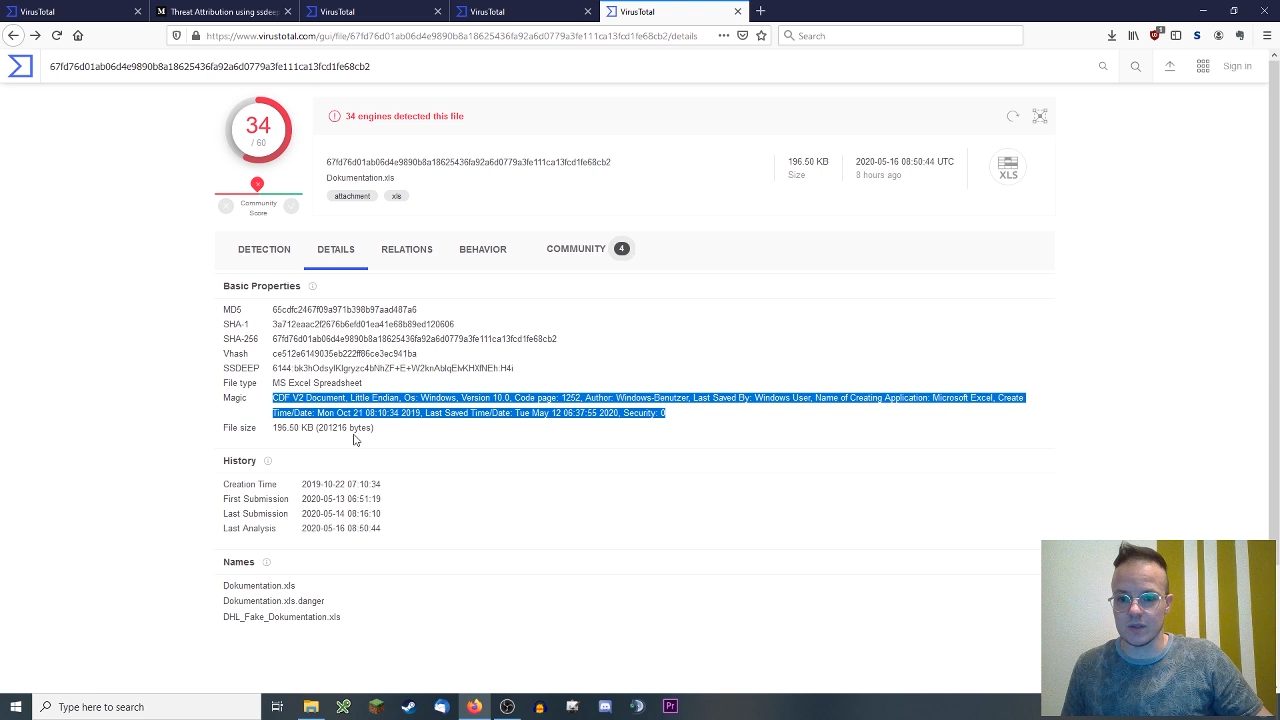 VirusTotal
Threat Attribution using ssdeep
VirusTotal
VirusTotal
VirusTotal
https://www.virustotal.com/gui/file/67fd76d01ab06d4e9890b8a18625436fa92a6d0779a3fe111ca13fcd1fe68cb2/details
Search
67fd76d01ab06d4e9890b8a18625436fa92a6d0779a3fe111ca13fcd1fe68cb2
Sign in
34
/ 60
34 engines detected this file
67fd76d01ab06d4e9890b8a18625436fa92a6d0779a3fe111ca13fcd1fe68cb2
Dokumentation.xls
attachment xls
196.50 KB
Size
2020-05-16 08:50:44 UTC
8 hours ago
XLS
Community
Score
DETECTION DETAILS RELATIONS BEHAVIOR COMMUNITY 4
Basic Properties
MD5 65cdfc2467f09a971b398b97aad487a6
SHA-1 3a712eaac2f2676b6efd01ea41e68b89ed120606
SHA-256 67fd76d01ab06d4e9890b8a18625436fa92a6d0779a3fe111ca13fcd1fe68cb2
Vhash ce512e6149035eb222ff86ce3ec941ba
SSDEEP
File type MS Excel Spreadsheet
Magic CDF V2 Document, Little Endian, Os: Windows, Version 10.0, Code page: 1252, Author: Windows-Benutzer, Last Saved By: Windows User, Name of Creating Application: Microsoft Excel, Create
Time/Date: Mon Oct 21 08:10:34 2019, Last Saved Time/Date: Tue May 12 06:37:55 2020, Security: 0
File size 196.50 KB (201216 bytes)
History
Creation Time 2019-10-22 07:10:34
First Submission 2020-05-13 06:51:19
Last Submission 2020-05-14 08:16:10
Last Analysis 2020-05-16 08:50:44
Names
Dokumentation.xls
Dokumentation.xls.danger
DHL_Fake_Dokumentation.xls
Type here to search
Pr